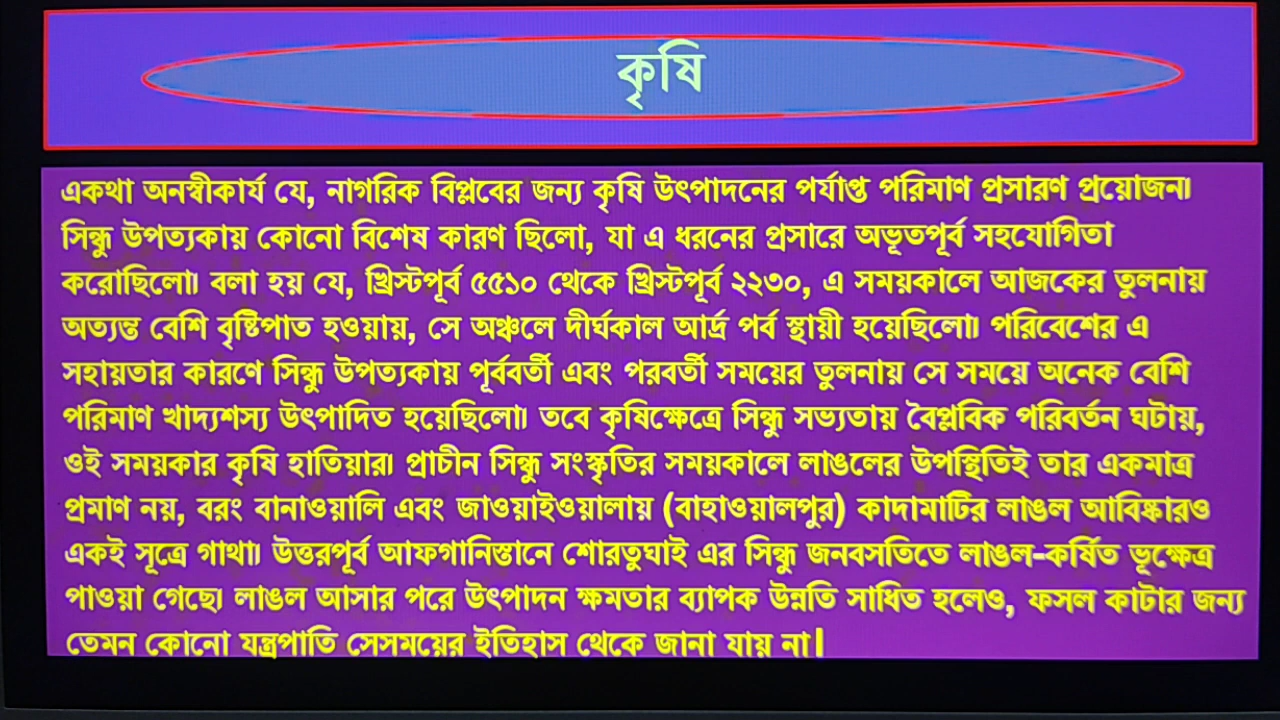 কৃষি
একথা অনস্বীকার্য যে, নাগরিক বিপ্লবের জন্য কৃষি উৎপাদনের পর্যাপ্ত পরিমাণ প্রসারণ প্রয়োজন।
সিন্ধু উপত্যকায় কোনো বিশেষ কারণ ছিলো, যা এ ধরনের প্রসারে অভূতপূর্ব সহযোগিতা
করোছিলো। বলা হয় যে, খ্রিস্টপূর্ব ৫৫১০ থেকে খ্রিস্টপূর্ব ২২৩০, এ সময়কালে আজকের তুলনায়
অত্যন্ত বেশি বৃষ্টিপাত হওয়ায়, সে অঞ্চলে দীর্ঘকাল আর্দ্র পর্ব স্থায়ী হয়েছিলো। পরিবেশের এ
সহায়তার কারণে সিন্ধু উপত্যকায় পূর্ববর্তী এবং পরবর্তী সময়ের তুলনায় সে সময়ে অনেক বেশি
পরিমাণ খাদ্যশস্য উৎপাদিত হয়েছিলো। তবে কৃষিক্ষেত্রে সিন্ধু সভ্যতায় বৈপ্লবিক পরিবর্তন ঘটায়,
ওই সময়কার কৃষি হাতিয়ার। প্রাচীন সিন্ধু সংস্কৃতির সময়কালে লাঙলের উপস্থিতিই তার একমাত্র
প্রমাণ নয়, বরং বানাওয়ালি এবং জাওয়াইওয়ালায় (বাহাওয়ালপুর) কাদামাটির লাঙল আবিষ্কারও
একই সূত্রে গাথা। উত্তরপূর্ব আফগানিস্তানে শোরতুঘাই এর সিন্ধু জনবসতিতে লাঙল-কর্ষিত ভূক্ষেত্র
পাওয়া গেছে। লাঙল আসার পরে উৎপাদন ক্ষমতার ব্যাপক উন্নতি সাধিত হলেও, ফসল কাটার জন্য
তেমন কোনো যন্ত্রপাতি সেসময়ের ইতিহাস থেকে জানা যায় না।